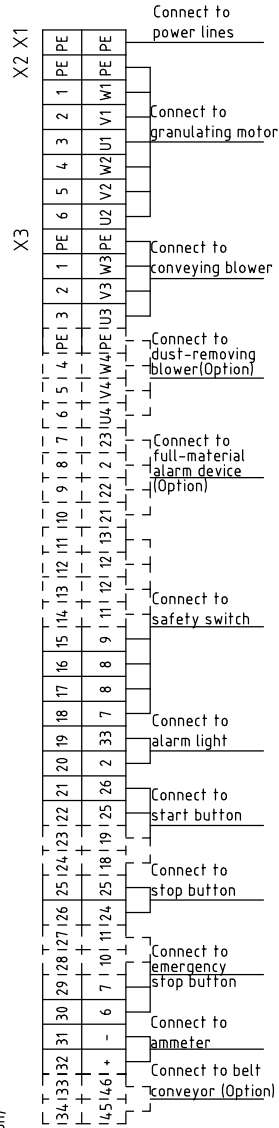 Connect to
power lines
X1
PE PE
X2
PE PE
1 W1
2 V1
3 U1
4 W2
5 V2
6 U2
Connect to
granulating motor
X3
PE PE
1 W3
2 V3
3 U3
Connect to
conveying blower
PE PE
4 W4
5 V4
6 U4
Connect to
dust-removing
blower(Option)
7 23
8 2
9 22
10 21
Connect to
full-material
alarm device
(Option)
11 13
12 12
13 12
14 11
15 9
16 8
17 8
18 7
Connect to
safety switch
19 33
20 2
Connect to
alarm light
21 26
22 25
23 19
24 18
Connect to
start button
25 25
26 24
Connect to
stop button
27 11
28 10
29 7
30 6
Connect to
emergency
stop button
31 -
32 +
Connect to
ammeter
33 46
34 45
Connect to belt
conveyor (Option)